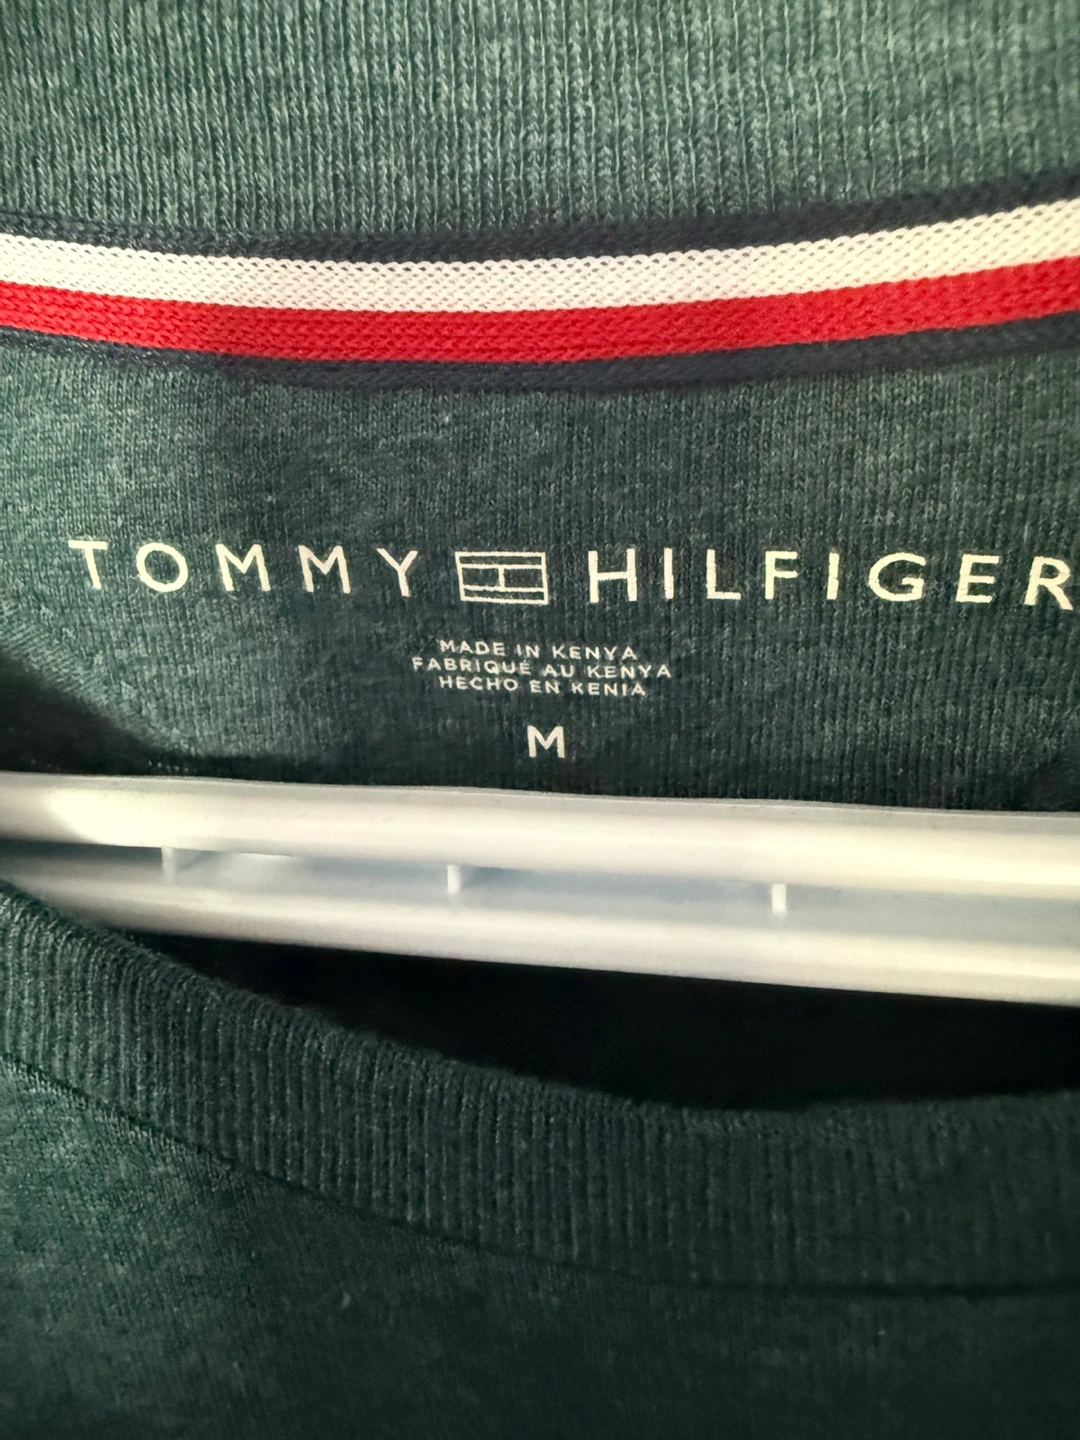 TOMMY HILFIGER
MADE IN KENYA
FABRIQUÉ AU KENYA
HECHO EN KENIA
M